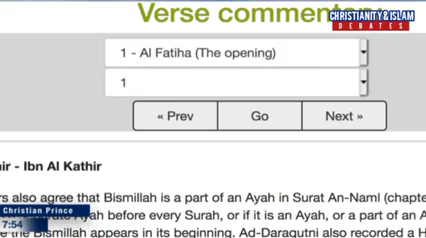 Verse commentary
CHRISTIANITY & ISLAM
DEBATES
1 - Al Fatiha (The opening)
1
« Prev
Go
Next »
ir - Ibn Al Kathir
rs also agree that Bismillah is a part of an Ayah in Surat An-Naml (chapte
Ayah before every Surah, or if it is an Ayah, or a part of an A
Christian Prince
7:54
the Bismillah appears in its beginning. Ad-Daraqutni also recorded a H